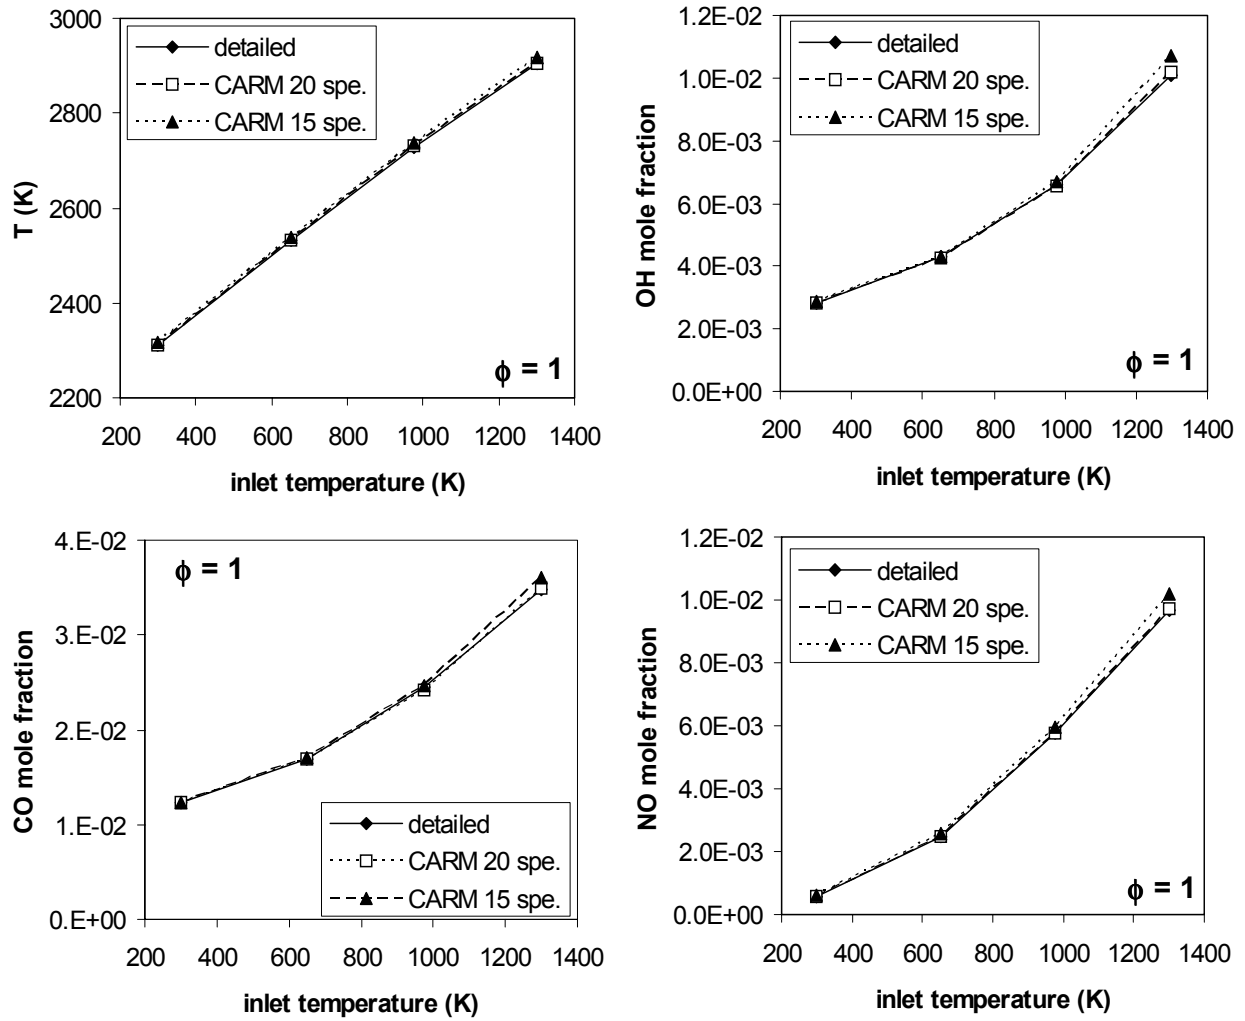 3000
2800
2600
2400
2200
T (K)
detailed
CARM 20 spe.
CARM 15 spe.
ϕ = 1
200 400 600 800 1000 1200 1400
inlet temperature (K)
1.2E-02
1.0E-02
8.0E-03
6.0E-03
4.0E-03
2.0E-03
0.0E+00
OH mole fraction
detailed
CARM 20 spe.
CARM 15 spe.
ϕ = 1
200 400 600 800 1000 1200 1400
inlet temperature (K)
4.E-02
3.E-02
2.E-02
1.E-02
0.E+00
CO mole fraction
ϕ = 1
detailed
CARM 20 spe.
CARM 15 spe.
200 400 600 800 1000 1200 1400
inlet temperature (K)
1.2E-02
1.0E-02
8.0E-03
6.0E-03
4.0E-03
2.0E-03
0.0E+00
NO mole fraction
detailed
CARM 20 spe.
CARM 15 spe.
ϕ = 1
200 400 600 800 1000 1200 1400
inlet temperature (K)